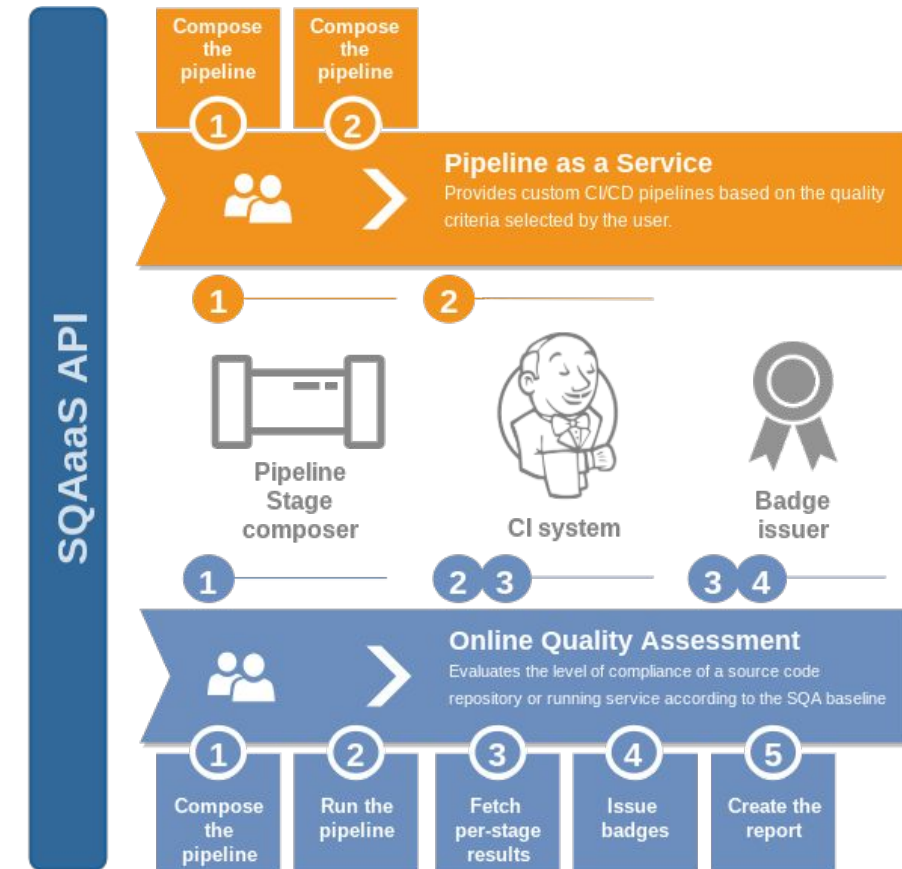 SQAaaS API
Compose
the
pipeline
1
Compose
the
pipeline
2
Pipeline as a Service
Provides custom CI/CD pipelines based on the quality
criteria selected by the user.
1
2
Pipeline
Stage
composer
CI system
Badge
issuer
1
2 3
3 4
Online Quality Assessment
Evaluates the level of compliance of a source code
repository or running service according to the SQA baseline
1
Compose
the
pipeline
2
Run the
pipeline
3
Fetch
per-stage
results
4
Issue
badges
5
Create the
report